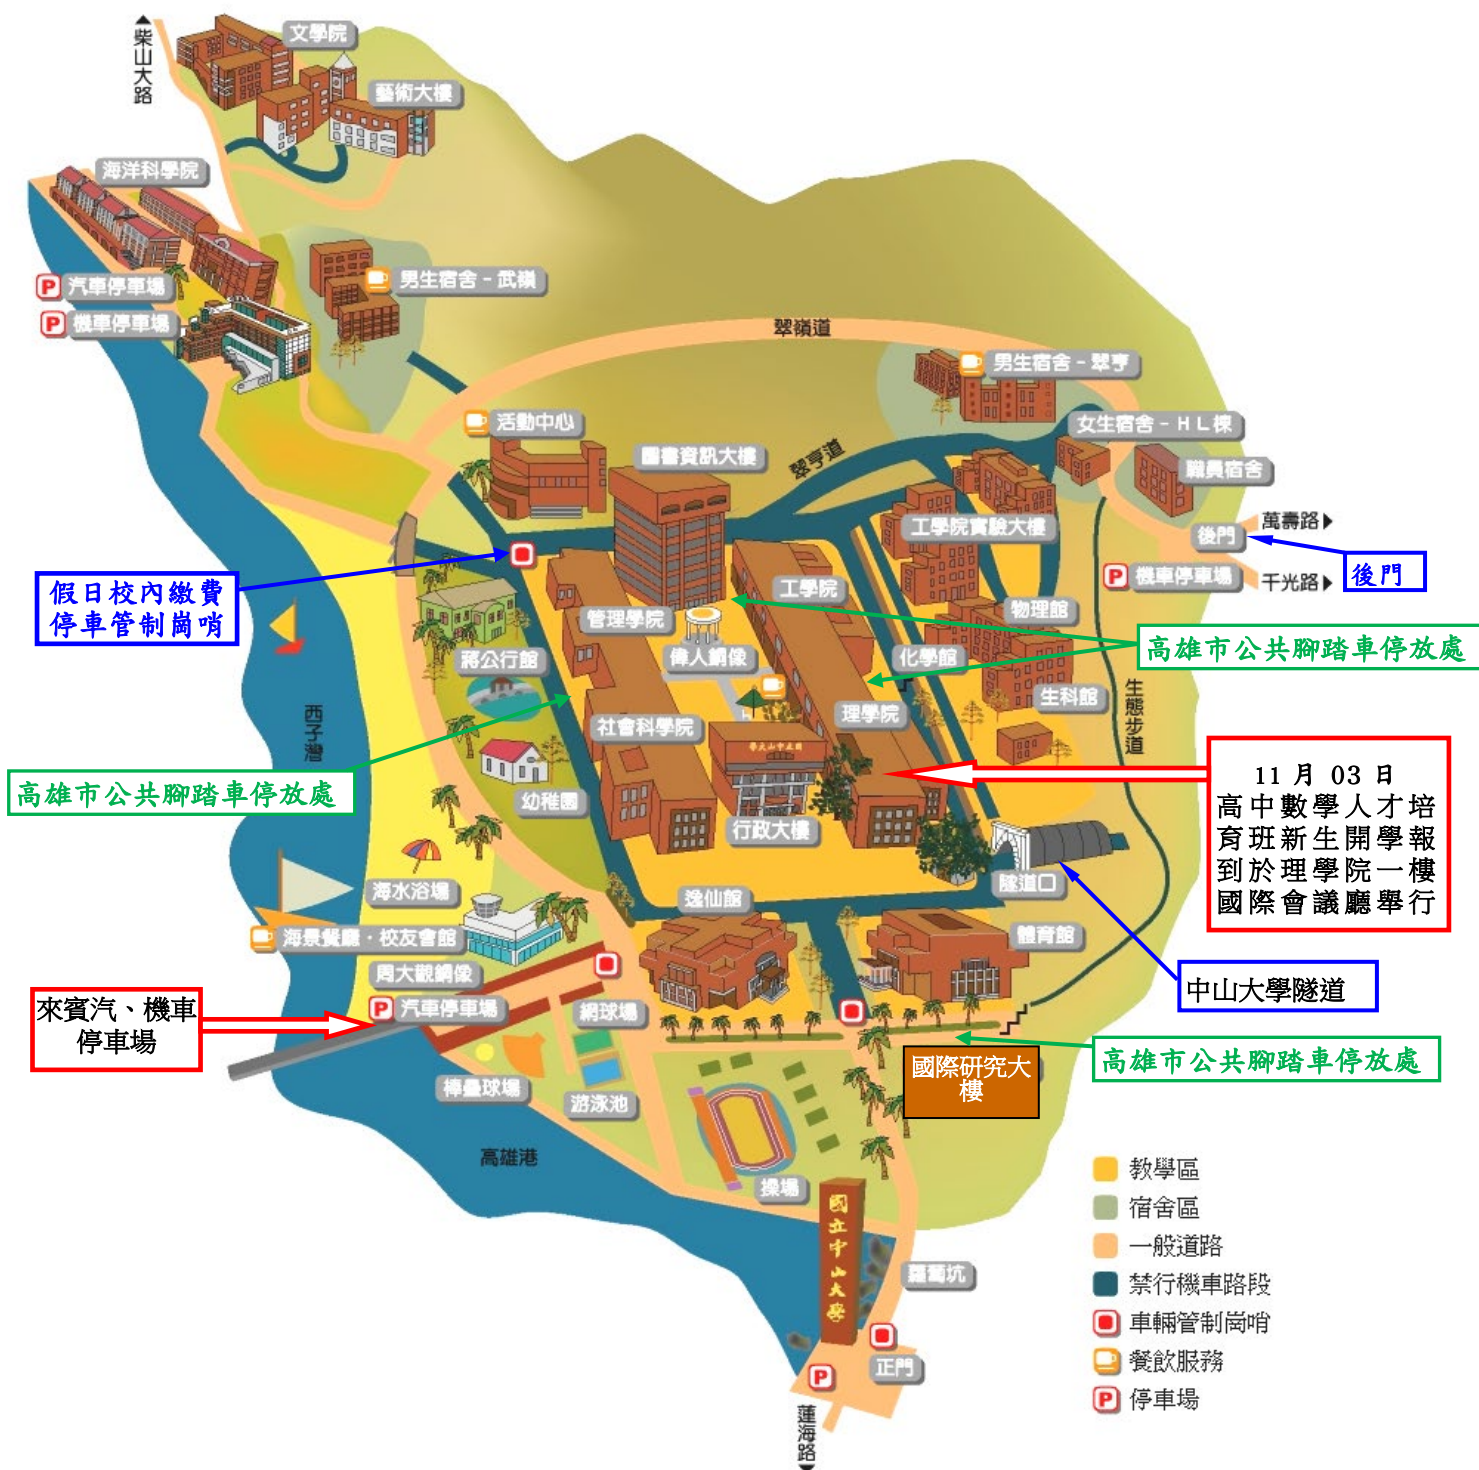 柴山大路
文學院
藝術大樓
海洋科學院
汽車停車場
機車停車場
男生宿舍-武嶺
翠嶺道
男生宿舍-翠亨
活動中心
圖書資訊大樓
翠亨道
女生宿舍-HL棟
職員宿舍
工學院實驗大樓
後門
萬壽路
千光路
機車停車場
後門
假日校內繳費
停車管制崗哨
管理學院
工學院
物理館
高雄市公共腳踏車停放處
蔣公行館
偉人銅像
化學館
生科館
生態步道
西子灣
社會科學院
理學院
國立中山大學
高雄市公共腳踏車停放處
幼稚園
行政大樓
11 月 03 日
高中數學人才培
育班新生開學報
到於理學院一樓
國際會議廳舉行
海水浴場
逸仙館
隧道口
海景餐廳・校友會館
體育館
周大觀銅像
中山大學隧道
來賓汽、機車
停車場
汽車停車場
網球場
高雄市公共腳踏車停放處
國際研究大
樓
棒壘球場
游泳池
高雄港
操場
國立中山大學
蘿蔔坑
正門
蓮海路
教學區
宿舍區
一般道路
禁行機車路段
車輛管制崗哨
餐飲服務
P 停車場